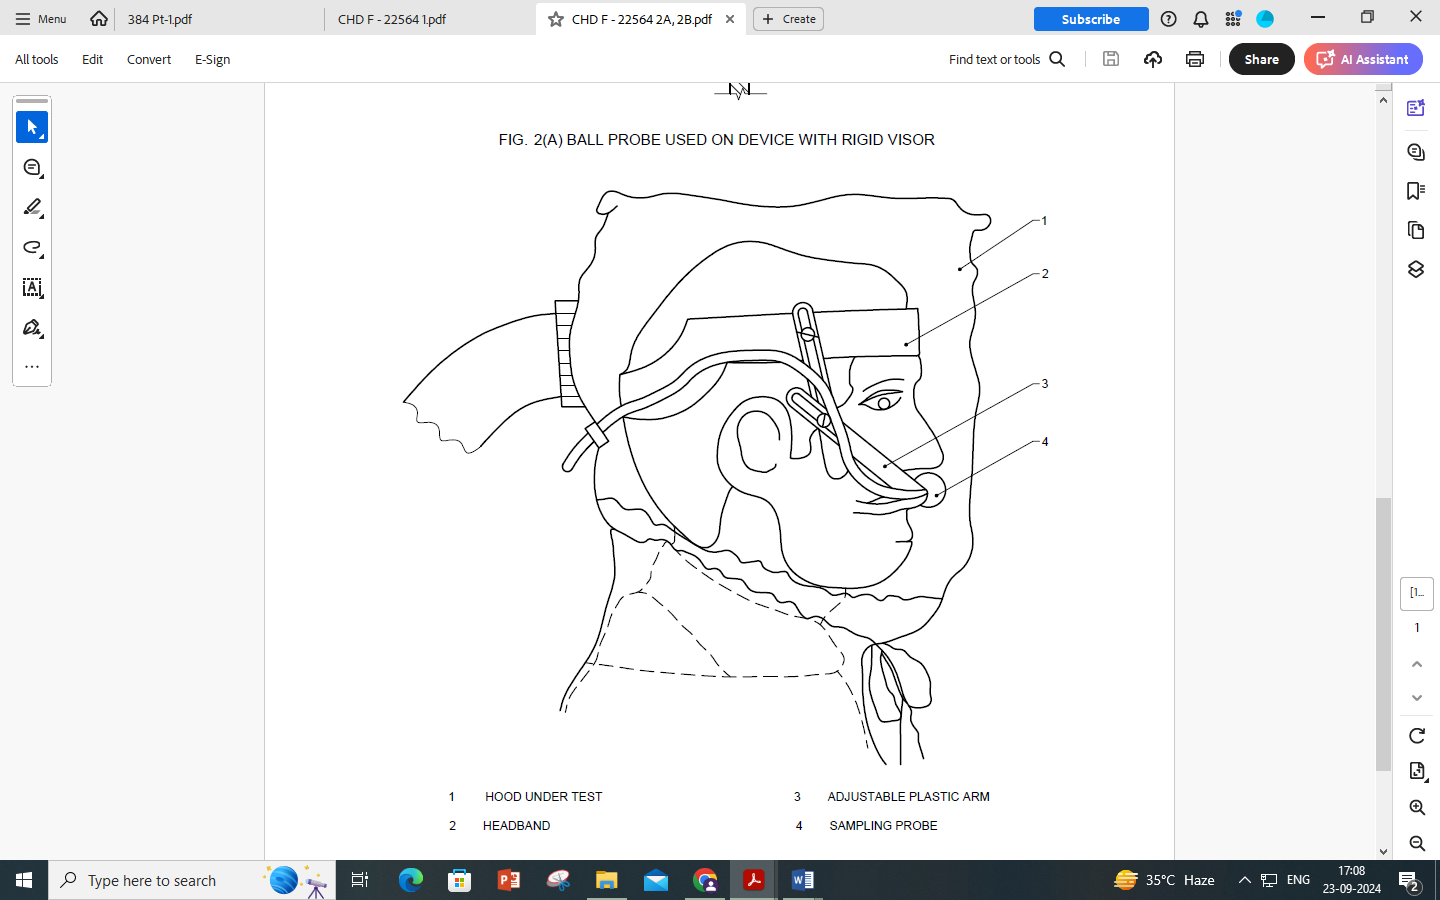 Menu
384 Pt-1.pdf
CHD F - 22564 1.pdf
CHD F - 22564 2A, 2B.pdf
Create
Subscribe
All tools
Edit
Convert
E-Sign
Find text or tools
Share
AI Assistant
FIG. 2(A) BALL PROBE USED ON DEVICE WITH RIGID VISOR
1
2
3
4
1 HOOD UNDER TEST
3 ADJUSTABLE PLASTIC ARM
2 HEADBAND
4 SAMPLING PROBE
[1...
1
Type here to search
35°C Haze
ENG
17:08
23-09-2024
2